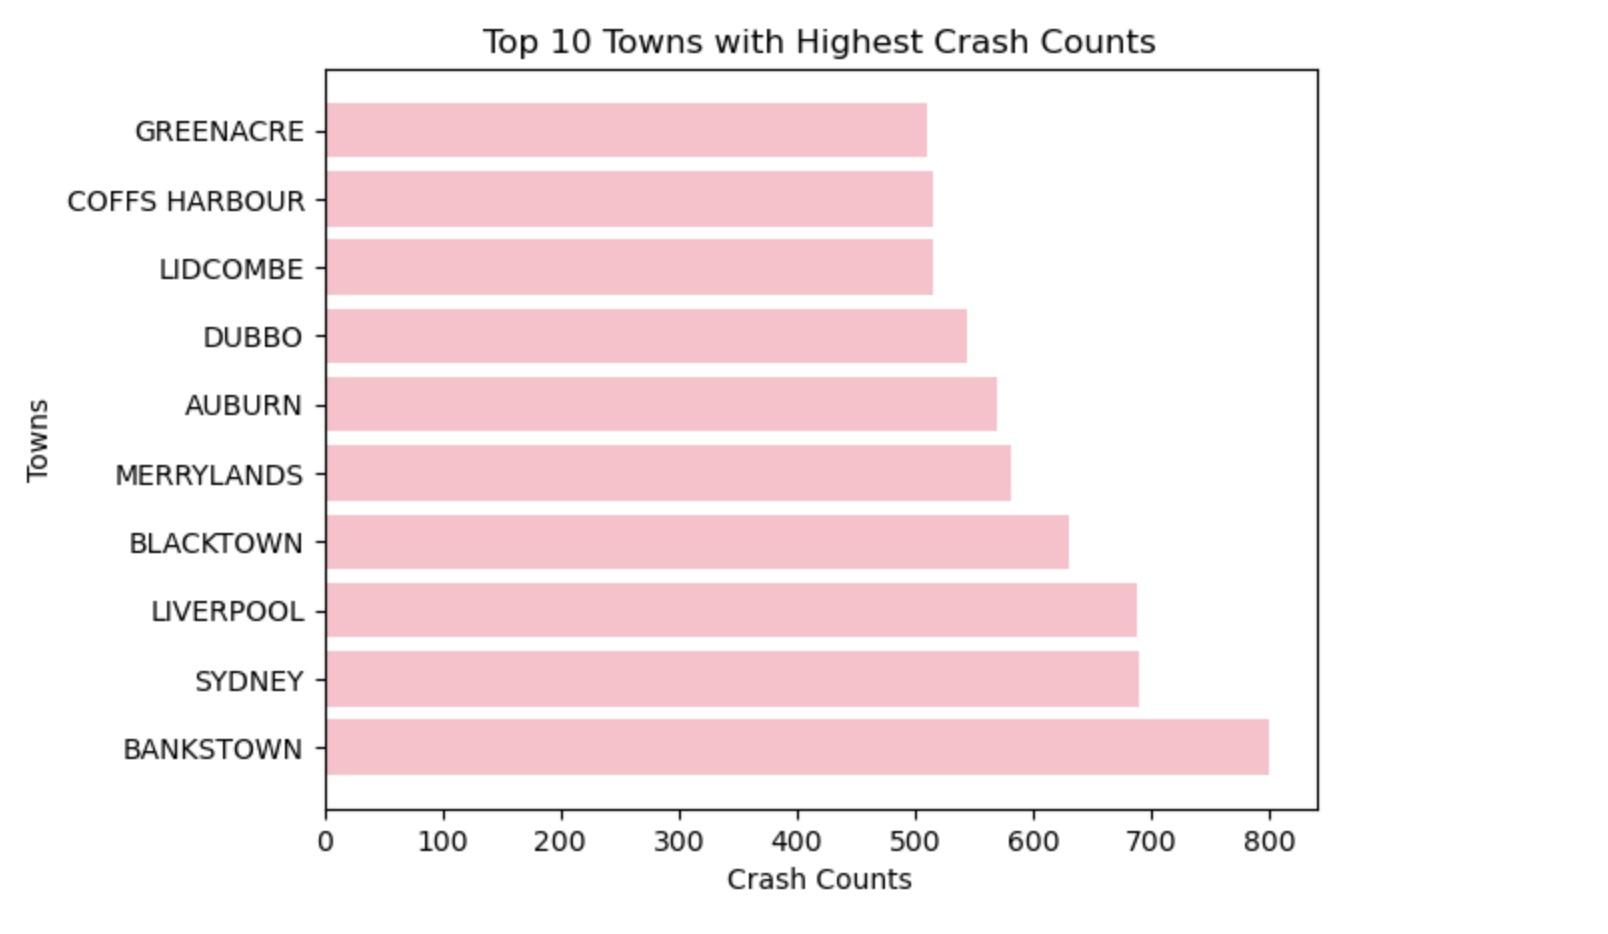 Top 10 Towns with Highest Crash Counts
GREENACRE
COFFS HARBOUR
LIDCOMBE
DUBBO
AUBURN
MERRYLANDS
BLACKTOWN
LIVERPOOL
SYDNEY
BANKSTOWN
Towns
0 100 200 300 400 500 600 700 800
Crash Counts